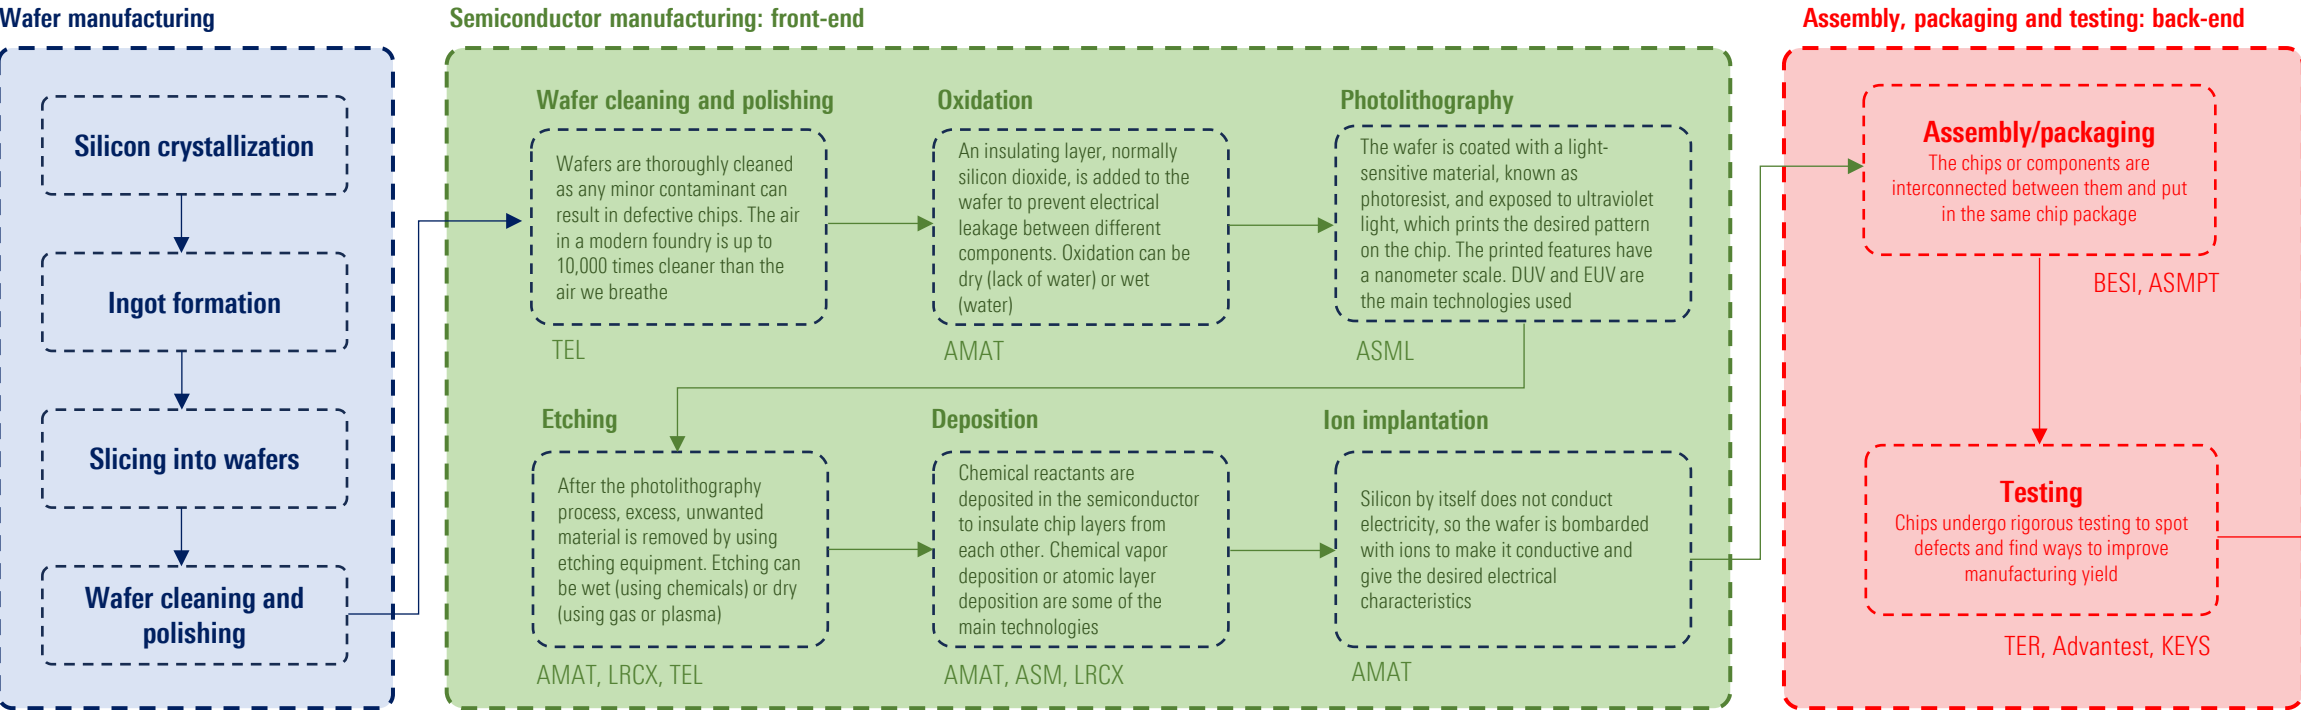 Wafer manufacturing
Silicon crystallization
Ingot formation
Slicing into wafers
Wafer cleaning and
polishing
Semiconductor manufacturing: front-end
Wafer cleaning and polishing
Wafers are thoroughly cleaned
as any minor contaminant can
result in defective chips. The air
in a modern foundry is up to
10,000 times cleaner than the
air we breathe
TEL
Oxidation
An insulating layer, normally
silicon dioxide, is added to the
wafer to prevent electrical
leakage between different
components. Oxidation can be
dry (lack of water) or wet
(water)
AMAT
Photolithography
The wafer is coated with a light-
sensitive material, known as
photoresist, and exposed to ultraviolet
light, which prints the desired pattern
on the chip. The printed features have
a nanometer scale. DUV and EUV are
the main technologies used
ASML
Etching
After the photolithography
process, excess, unwanted
material is removed by using
etching equipment. Etching can
be wet (using chemicals) or dry
(using gas or plasma)
AMAT, LRCX, TEL
Deposition
Chemical reactants are
deposited in the semiconductor
to insulate chip layers from
each other. Chemical vapor
deposition or atomic layer
deposition are some of the
main technologies
AMAT, ASM, LRCX
Ion implantation
Silicon by itself does not conduct
electricity, so the wafer is bombarded
with ions to make it conductive and
give the desired electrical
characteristics
AMAT
Assembly, packaging and testing: back-end
Assembly/packaging
The chips or components are
interconnected between them and put
in the same chip package
BESI, ASMPT
Testing
Chips undergo rigorous testing to spot
defects and find ways to improve
manufacturing yield
TER, Advantest, KEYS